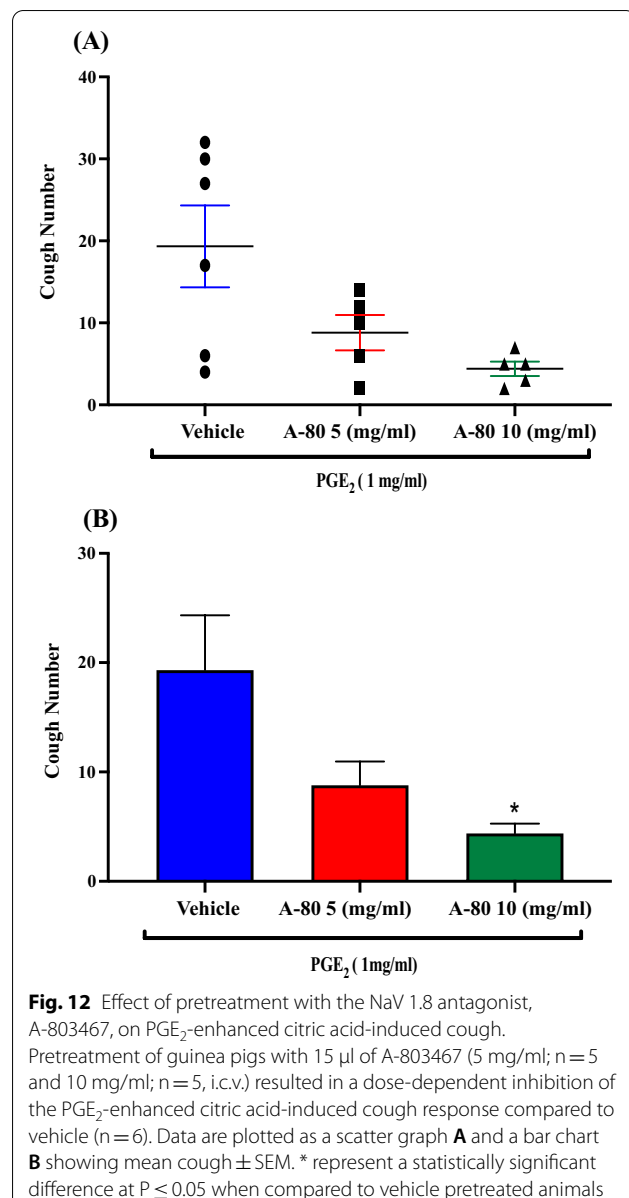 (A)
40
30
20
10
0
Cough Number
Vehicle A-80 5 (mg/ml) A-80 10 (mg/ml)
PGE₂ ( 1 mg/ml)
(B)
30
20
10
0
Cough Number
*
Vehicle A-80 5 (mg/ml) A-80 10 (mg/ml)
PGE₂ ( 1mg/ml)
Fig. 12 Effect of pretreatment with the NaV 1.8 antagonist,
A-803467, on PGE₂-enhanced citric acid-induced cough.
Pretreatment of guinea pigs with 15 µl of A-803467 (5 mg/ml; n = 5
and 10 mg/ml; n = 5, i.c.v.) resulted in a dose-dependent inhibition of
the PGE₂-enhanced citric acid-induced cough response compared to
vehicle (n = 6). Data are plotted as a scatter graph A and a bar chart
B showing mean cough ± SEM. * represent a statistically significant
difference at P ≤ 0.05 when compared to vehicle pretreated animals